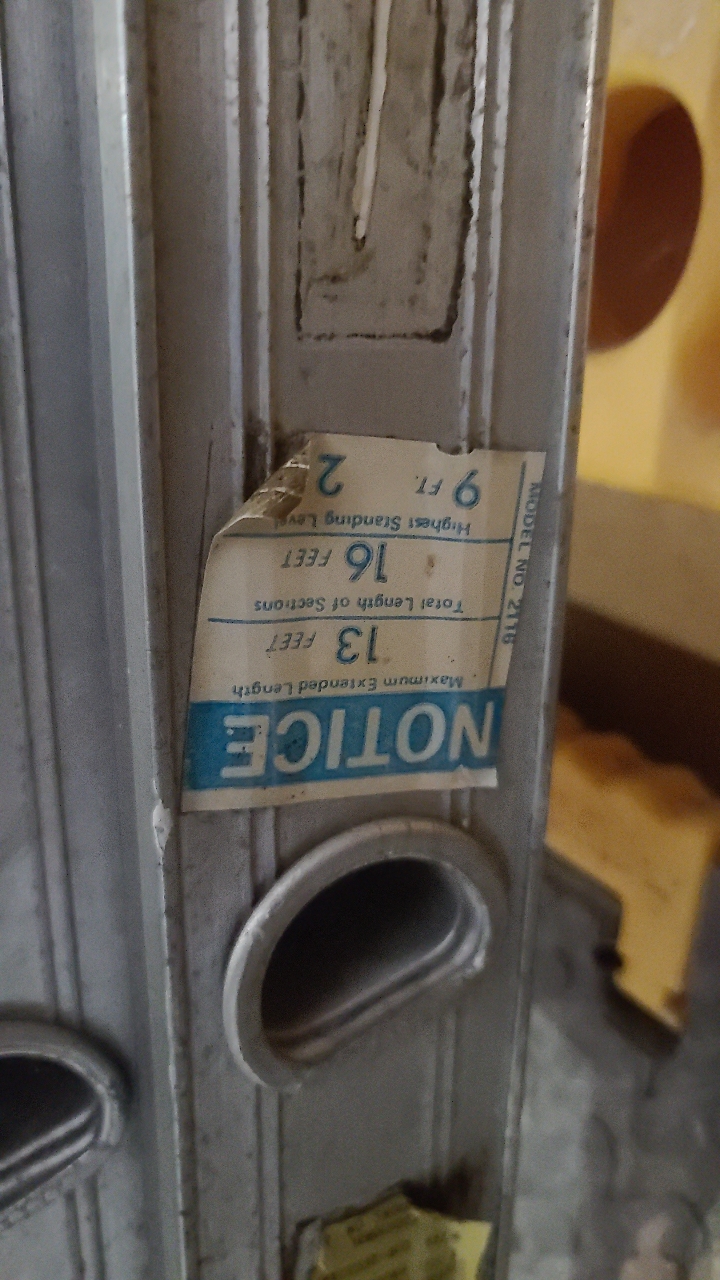 NOTICE
Maximum Extended Length
13 FEET
Total Length of Sections
16 FEET
Highest Standing Level
9 FT. 2
MODEL NO. 2116